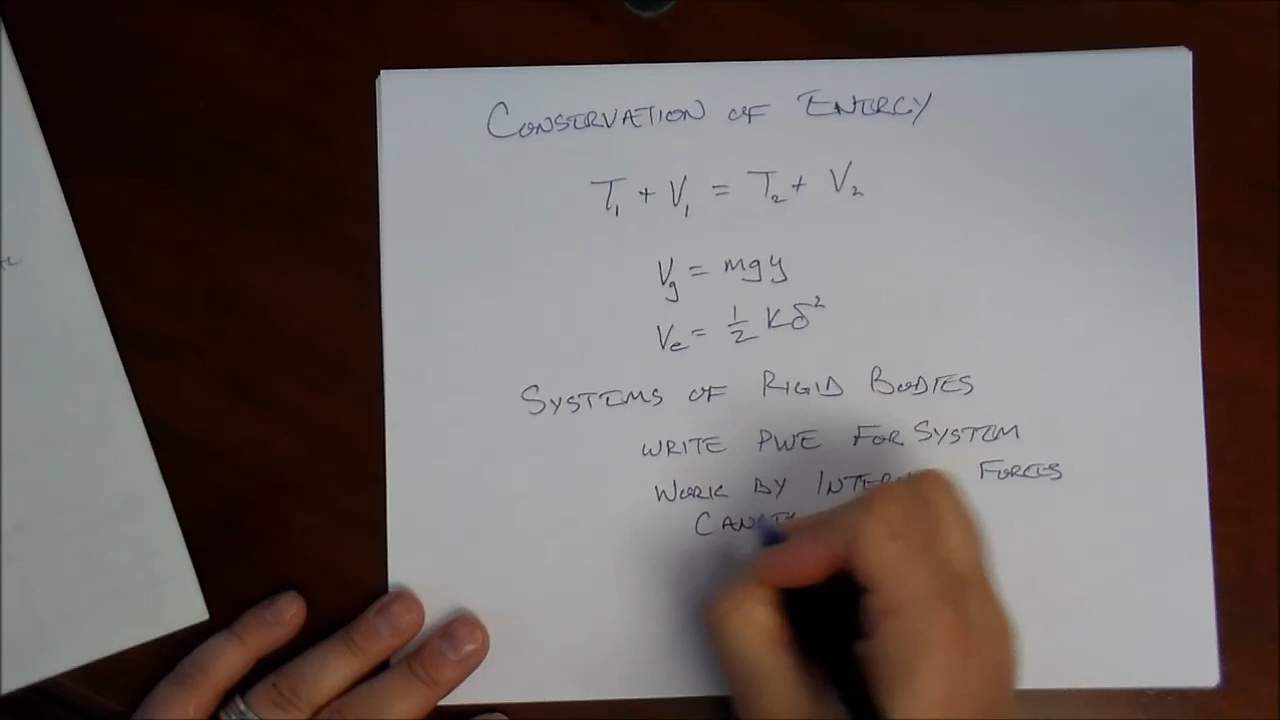 CONSERVATION OF ENERGY
T₁ + V₁ = T₂ + V₂
Vg = mgy
Ve = 1/2 Kδ²
SYSTEMS OF RIGID BODIES
WRITE PWE FOR SYSTEM
WORK BY FORCES